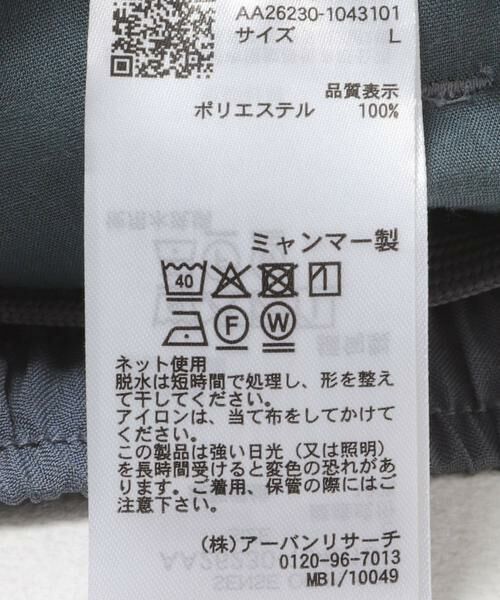 AA26230-1043101
サイズ L
品質表示
ポリエステル 100%
ミャンマー製
40
F W
ネット使用
脱水は短時間で処理し、形を整え
て干してください。
アイロンは、当て布をしてかけて
ください。
この製品は強い日光（又は照明）
を長時間受けると変色の恐れがあ
ります。ご着用、保管の際にはご
注意下さい。
(株)アーバンリサーチ
0120-96-7013
MBI/10049